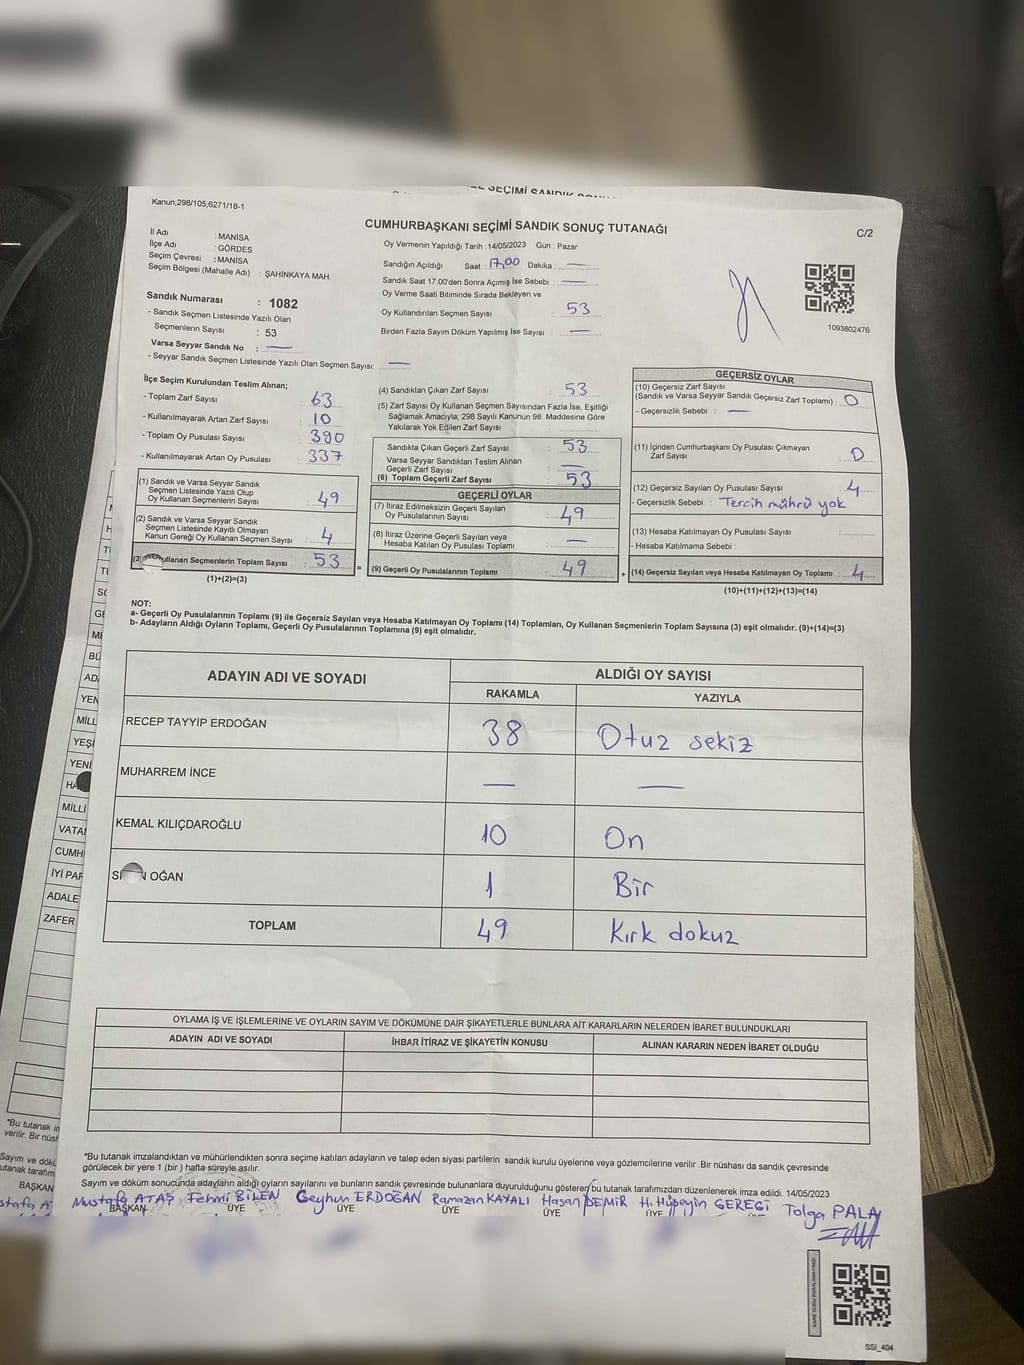 Kanun;298/105;6271/18-1
CUMHURBAŞKANI SEÇİMİ SANDIK SONUÇ TUTANAĞI
C/2
İl Adı : MANİSA
İlçe Adı : GÖRDES
Seçim Çevresi : MANİSA
Seçim Bölgesi (Mahalle Adı) : ŞAHİNKAYA MAH.
Oy Vermenin Yapıldığı Tarih : 14/05/2023 Gün : Pazar
Sandığın Açıldığı Saat : 17,00 Dakika : —
Sandık Saat 17:00'den Sonra Açımış İse Sebebi : —
Oy Verme Saati Bitiminde Sırada Bekleyen ve
Oy Kullandırılan Seçmen Sayısı : 53
Birden Fazla Sayım Döküm Yapılmış İse Sayısı : —
1093802476
Sandık Numarası : 1082
- Sandık Seçmen Listesinde Yazılı Olan
Seçmenlerin Sayısı : 53
Varsa Seyyar Sandık No : —
- Seyyar Sandık Seçmen Listesinde Yazılı Olan Seçmen Sayısı: —
İlçe Seçim Kurulundan Teslim Alınan;
- Toplam Zarf Sayısı : 63
- Kullanılmayarak Artan Zarf Sayısı : 10
- Toplam Oy Pusulası Sayısı : 390
- Kullanılmayarak Artan Oy Pusulası : 337
(1) Sandık ve Varsa Seyyar Sandık
Seçmen Listesinde Yazılı Olup
Oy Kullanan Seçmenlerin Sayısı : 49
(2) Sandık ve Varsa Seyyar Sandık
Seçmen Listesinde Kayıtlı Olmayan
Kanun Gereği Oy Kullanan Seçmen Sayısı : 4
(3) Kullanan Seçmenlerin Toplam Sayısı : 53
(1)+(2)=(3)
(4) Sandıktan Çıkan Zarf Sayısı : 53
(5) Zarf Sayısı Oy Kullanan Seçmen Sayısından Fazla İse, Eşitliği
Sağlamak Amacıyla; 298 Sayılı Kanunun 98. Maddesine Göre
Yakılarak Yok Edilen Zarf Sayısı :
Sandıkta Çıkan Geçerli Zarf Sayısı : 53
Varsa Seyyar Sandıktan Teslim Alınan
Geçerli Zarf Sayısı : —
(6) Toplam Geçerli Zarf Sayısı : 53
GEÇERLİ OYLAR
(7) İtiraz Edilmeksizin Geçerli Sayılan
Oy Pusulalarının Sayısı : 49
(8) İtiraz Üzerine Geçerli Sayılan veya
Hesaba Katılan Oy Pusulası Toplamı : —
= (9) Geçerli Oy Pusulalarının Toplamı : 49
GEÇERSİZ OYLAR
(10) Geçersiz Zarf Sayısı
(Sandık ve Varsa Seyyar Sandık Geçersiz Zarf Toplamı) : 0
- Geçersizlik Sebebi : —
(11) İçinden Cumhurbaşkanı Oy Pusulası Çıkmayan
Zarf Sayısı : 0
(12) Geçersiz Sayılan Oy Pusulası Sayısı : 4
- Geçersizlik Sebebi : Tercih mührü yok
(13) Hesaba Katılmayan Oy Pusulası Sayısı :
- Hesaba Katılmama Sebebi :
+ (14) Geçersiz Sayılan veya Hesaba Katılmayan Oy Toplamı : 4
(10)+(11)+(12)+(13)=(14)
NOT:
a- Geçerli Oy Pusulalarının Toplamı (9) ile Geçersiz Sayılan veya Hesaba Katılmayan Oy Toplamı (14) Toplamları, Oy Kullanan Seçmenlerin Toplam Sayısına (3) eşit olmalıdır. (9)+(14)=(3)
b- Adayların Aldığı Oyların Toplamı, Geçerli Oy Pusulalarının Toplamına (9) eşit olmalıdır.
ADAYIN ADI VE SOYADI ALDIĞI OY SAYISI
RAKAMLA YAZIYLA
RECEP TAYYIP ERDOĞAN 38 Otuz sekiz
MUHARREM İNCE — —
KEMAL KILIÇDAROĞLU 10 On
OĞAN 1 Bir
TOPLAM 49 Kırk dokuz
OYLAMA İŞ VE İŞLEMLERİNE VE OYLARIN SAYIM VE DÖKÜMÜNE DAİR ŞİKAYETLERLE BUNLARA AİT KARARLARIN NELERDEN İBARET BULUNDUKLARI
ADAYIN ADI VE SOYADI İHBAR İTİRAZ VE ŞİKAYETİN KONUSU ALINAN KARARIN NEDEN İBARET OLDUĞU
*Bu tutanak imzalandıktan ve mühürlendikten sonra seçime katılan adayların ve talep eden siyasi partilerin sandık kurulu üyelerine veya gözlemcilerine verilir .Bir nüshası da sandık çevresinde
görülecek bir yere 1 (bir ) hafta süreyle asılır.
Sayım ve döküm sonucunda adayların aldığı oyların sayılarını ve bunların sandık çevresinde bulunanlara duyurulduğunu gösteren bu tutanak tarafımızdan düzenlenerek imza edildi. 14/05/2023
Mustafa ATAŞ Fehmi BİLEN Ceyhun ERDOĞAN Ramazan KAYALI Hasan DEMİR H.Hüseyin GEREGİ Tolga PALA
BAŞKAN ÜYE ÜYE ÜYE ÜYE ÜYE
SSI_404